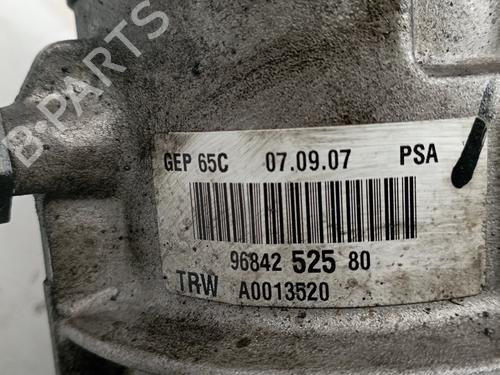 B-PARTS
GEP 65C 07.09.07 PSA
96842 525 80
TRW A0013520